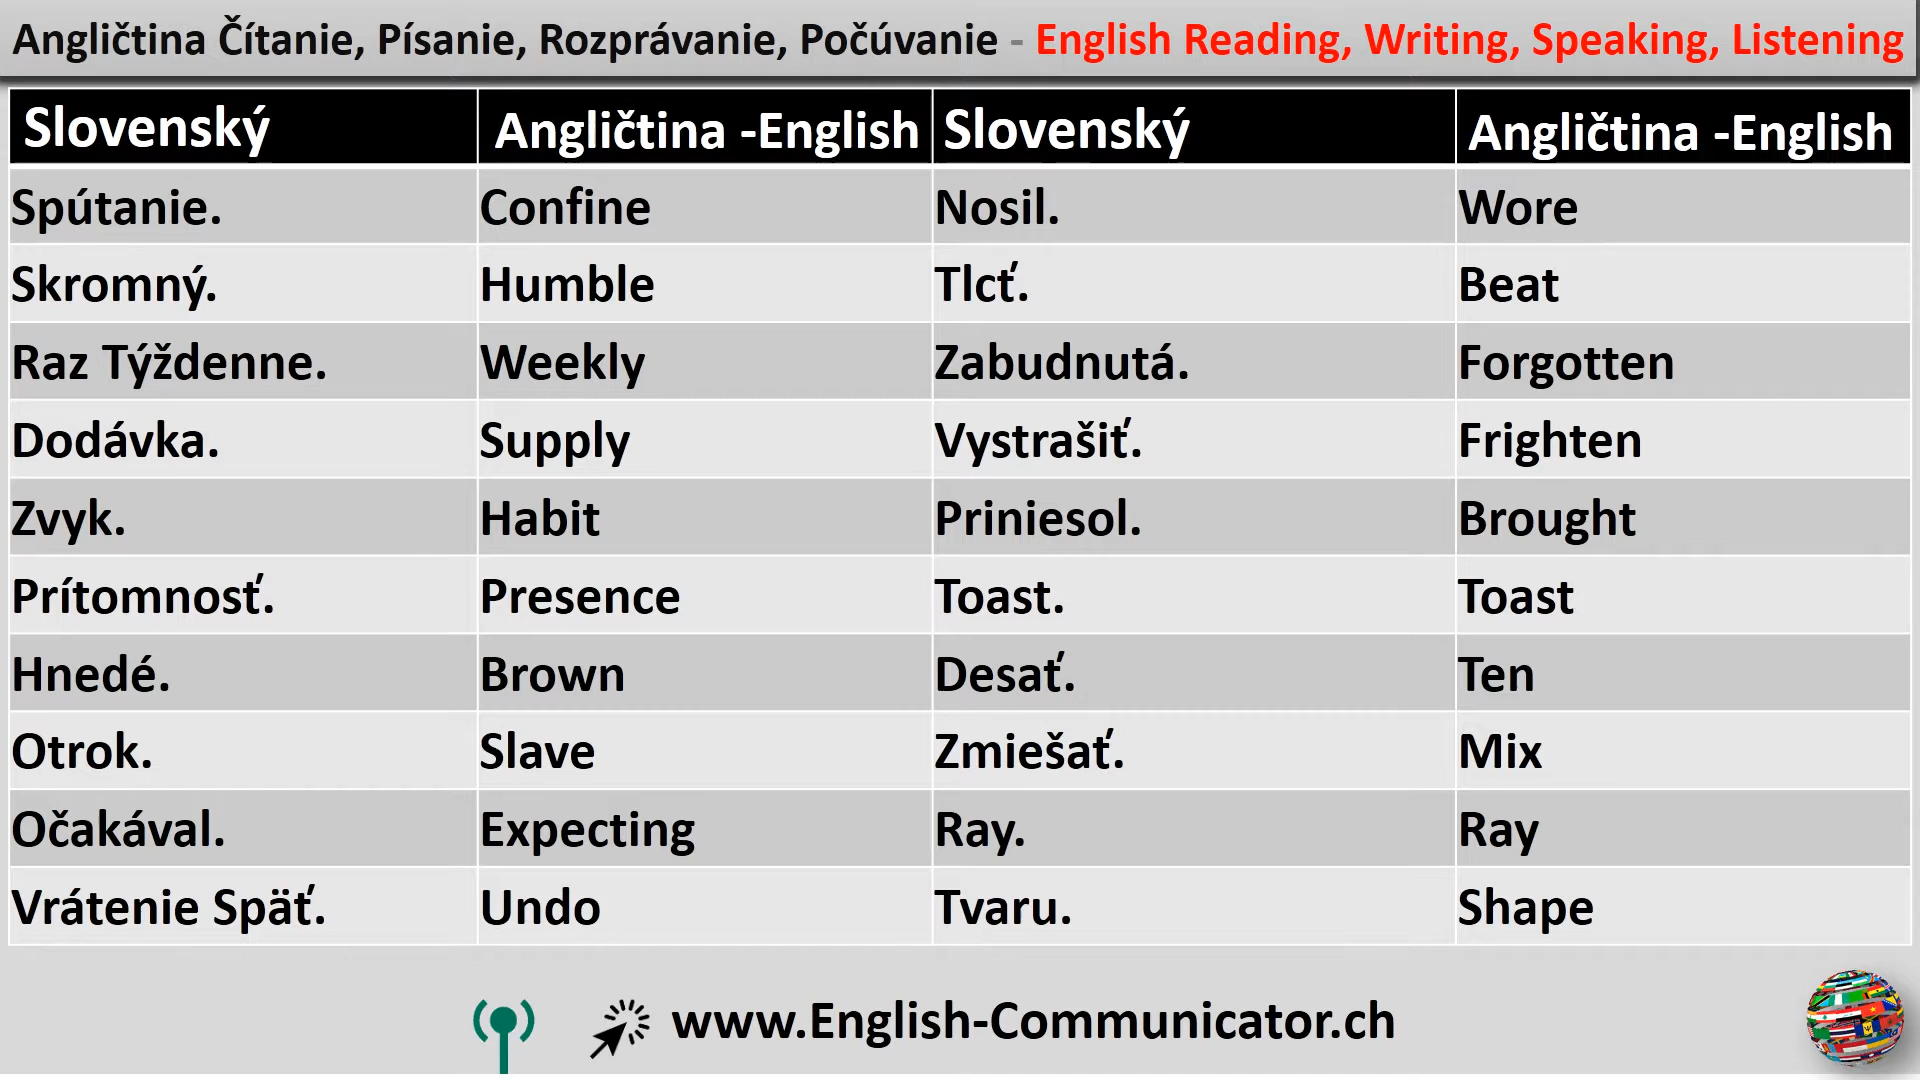 Angličtina Čítanie, Písanie, Rozprávanie, Počúvanie - English Reading, Writing, Speaking, Listening
Slovenský Angličtina -English Slovenský Angličtina -English
Spútanie. Confine Nosil. Wore
Skromný. Humble Tlcť. Beat
Raz Týždenne. Weekly Zabudnutá. Forgotten
Dodávka. Supply Vystrašiť. Frighten
Zvyk. Habit Priniesol. Brought
Prítomnosť. Presence Toast. Toast
Hnedé. Brown Desať. Ten
Otrok. Slave Zmiešať. Mix
Očakával. Expecting Ray. Ray
Vrátenie Späť. Undo Tvaru. Shape
www.English-Communicator.ch